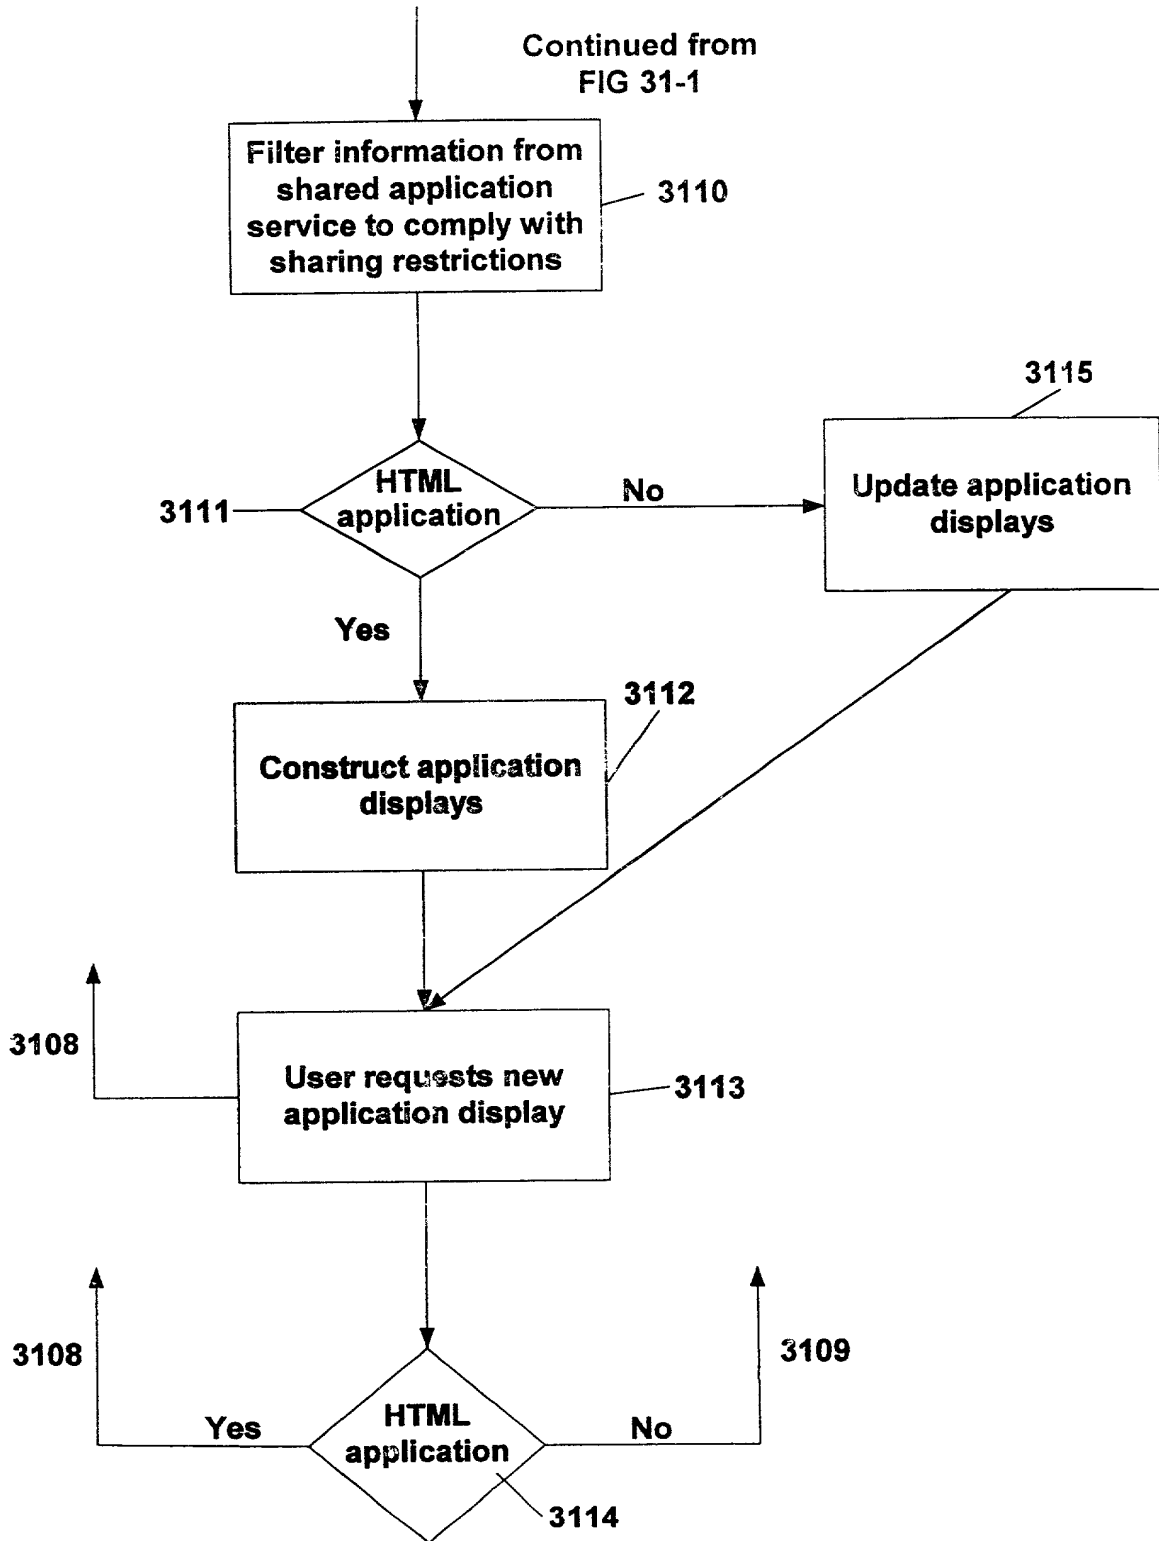 Continued from
FIG 31-1
Filter information from
shared application
service to comply with
sharing restrictions
3110
3115
HTML
application
3111
No
Update application
displays
Yes
3112
Construct application
displays
3108
User requests new
application display
3113
3108
3109
Yes
HTML
application
No
3114